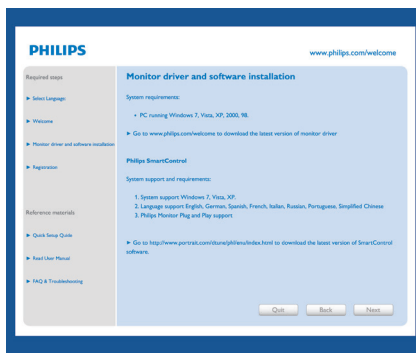 PHILIPS
www.philips.com/welcome
Required steps
► Select Language
► Welcome
► Monitor driver and software installation
► Registration
Reference materials
► Quick Setup Guide
► Read User Manual
► FAQ & Troubleshooting
Monitor driver and software installation
System requirements:
• PC running Windows 7, Vista, XP, 2000, 98.
► Go to www.philips.com/welcome to download the latest version of monitor driver
Philips SmartControl
System support and requirements:
1. System support Windows 7, Vista, XP.
2. Language support English, German, Spanish, French, Italian, Russian, Portuguese, Simplified Chinese
3. Philips Monitor Plug and Play support
► Go to http://www.portrait.com/dtune/phl/enu/index.html to download the latest version of SmartControl
software.
Quit
Back
Next